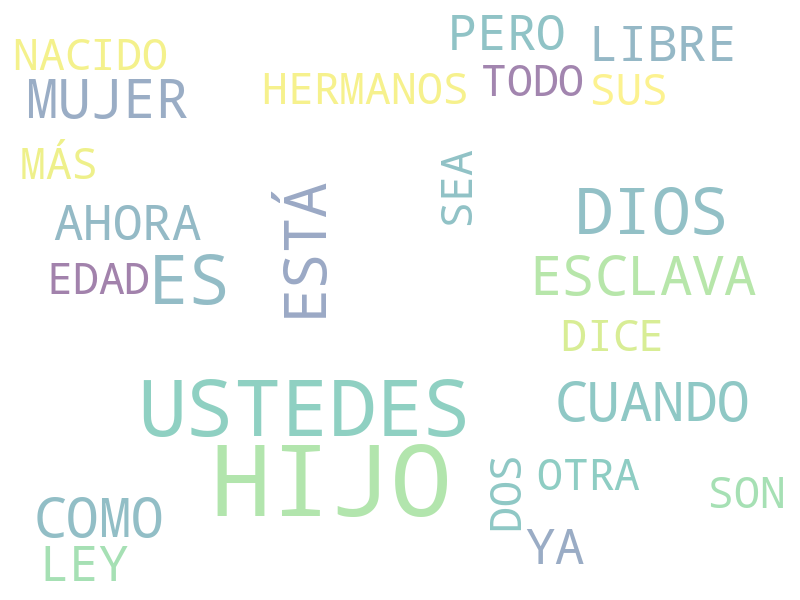 PERO
LIBRE
NACIDO
MUJER
HERMANOS
TODO
SUS
MÁS
SEA
ESTÁ
DIOS
AHORA
EDAD
ES
ESCLAVA
DICE
USTEDES
CUANDO
HIJO
DOS
OTRA
SON
COMO
YA
LEY